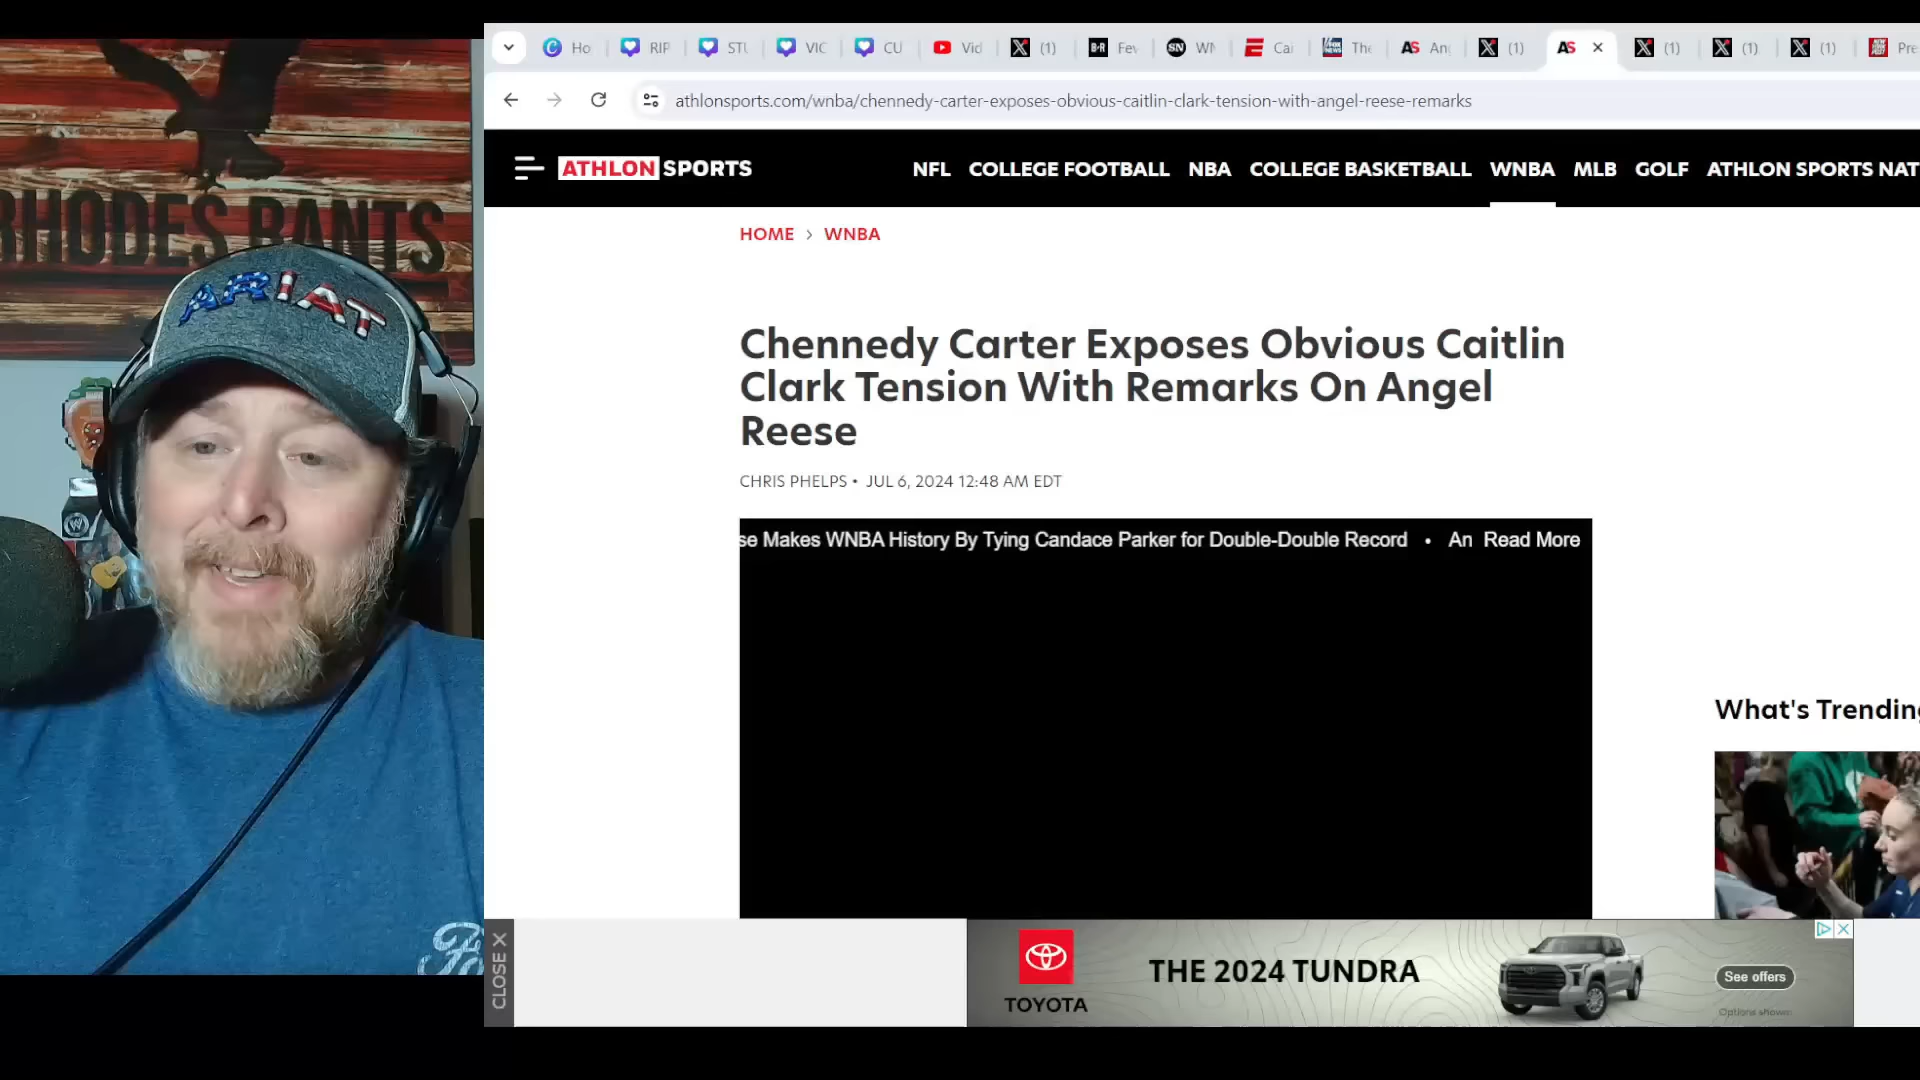 RHODES RANTS
ARIAT
Ho
RIP
STU
VIC
CU
Vid
(1)
B/R
Fev
SN
WN
Cai
The
AS
An
(1)
AS
(1)
(1)
(1)
Pre
athlonsports.com/wnba/chennedy-carter-exposes-obvious-caitlin-clark-tension-with-angel-reese-remarks
ATHLON SPORTS
NFL COLLEGE FOOTBALL NBA COLLEGE BASKETBALL WNBA MLB GOLF ATHLON SPORTS NAT
HOME > WNBA
Chennedy Carter Exposes Obvious Caitlin
Clark Tension With Remarks On Angel
Reese
CHRIS PHELPS • JUL 6, 2024 12:48 AM EDT
se Makes WNBA History By Tying Candace Parker for Double-Double Record • An Read More
What's Trending
CLOSE X
TOYOTA
THE 2024 TUNDRA
See offers
Options shown.